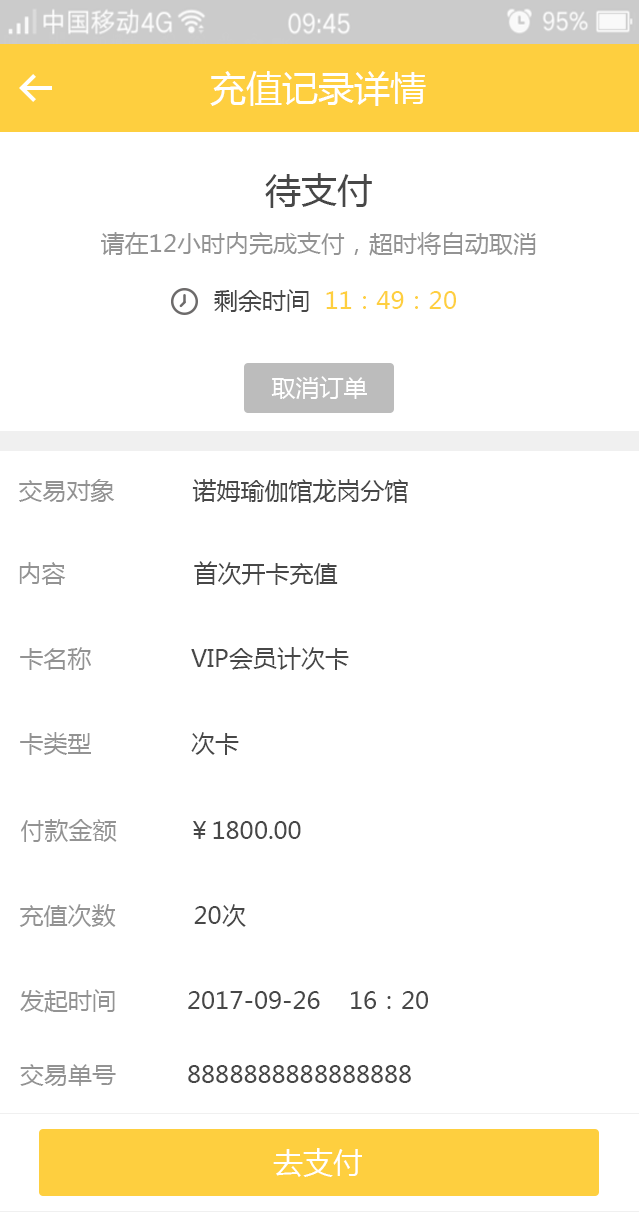 中国移动4G 09:45 95%
充值记录详情
待支付
请在12小时内完成支付，超时将自动取消
剩余时间 11：49：20
取消订单
交易对象 诺姆瑜伽馆龙岗分馆
内容 首次开卡充值
卡名称 VIP会员计次卡
卡类型 次卡
付款金额 ¥1800.00
充值次数 20次
发起时间 2017-09-26 16：20
交易单号 8888888888888888
去支付